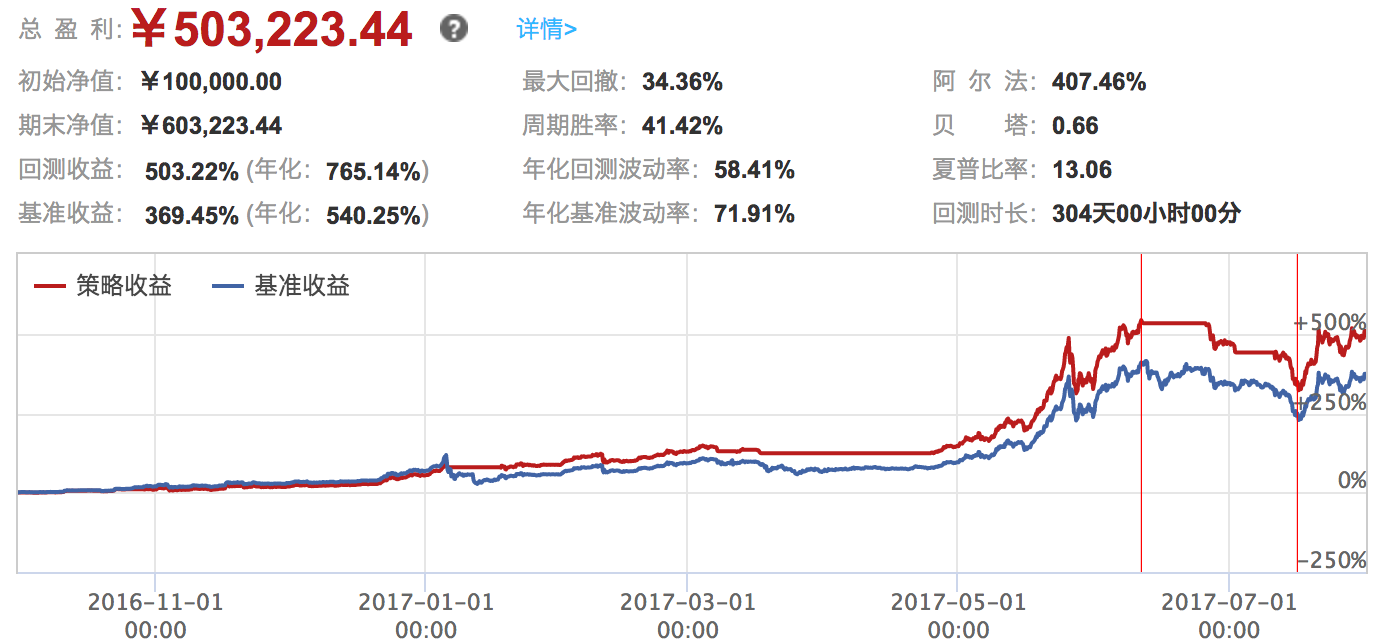 总 盈 利: ¥503,223.44 ? 详情>
初始净值: ¥100,000.00 最大回撤: 34.36% 阿 尔 法: 407.46%
期末净值: ¥603,223.44 周期胜率: 41.42% 贝 塔: 0.66
回测收益: 503.22% (年化: 765.14%) 年化回测波动率: 58.41% 夏普比率: 13.06
基准收益: 369.45% (年化: 540.25%) 年化基准波动率: 71.91% 回测时长: 304天00小时00分
策略收益 基准收益
+500%
+250%
0%
-250%
2016-11-01 2017-01-01 2017-03-01 2017-05-01 2017-07-01
00:00 00:00 00:00 00:00 00:00